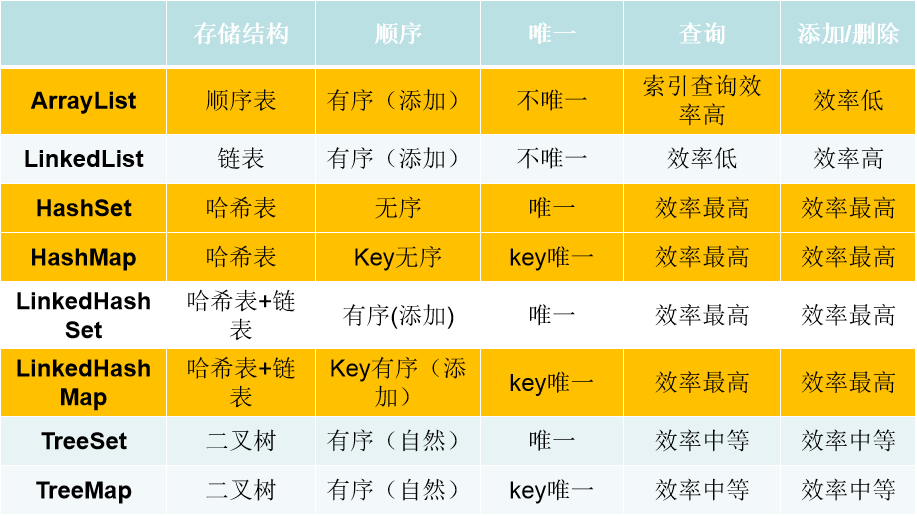 存储结构 顺序 唯一 查询 添加/删除
ArrayList 顺序表 有序（添加） 不唯一 索引查询效
率高 效率低
LinkedList 链表 有序（添加） 不唯一 效率低 效率高
HashSet 哈希表 无序 唯一 效率最高 效率最高
HashMap 哈希表 Key无序 key唯一 效率最高 效率最高
LinkedHash
Set 哈希表+链
表 有序(添加) 唯一 效率最高 效率最高
LinkedHash
Map 哈希表+链
表 Key有序（添
加） key唯一 效率最高 效率最高
TreeSet 二叉树 有序（自然） 唯一 效率中等 效率中等
TreeMap 二叉树 有序（自然） key唯一 效率中等 效率中等